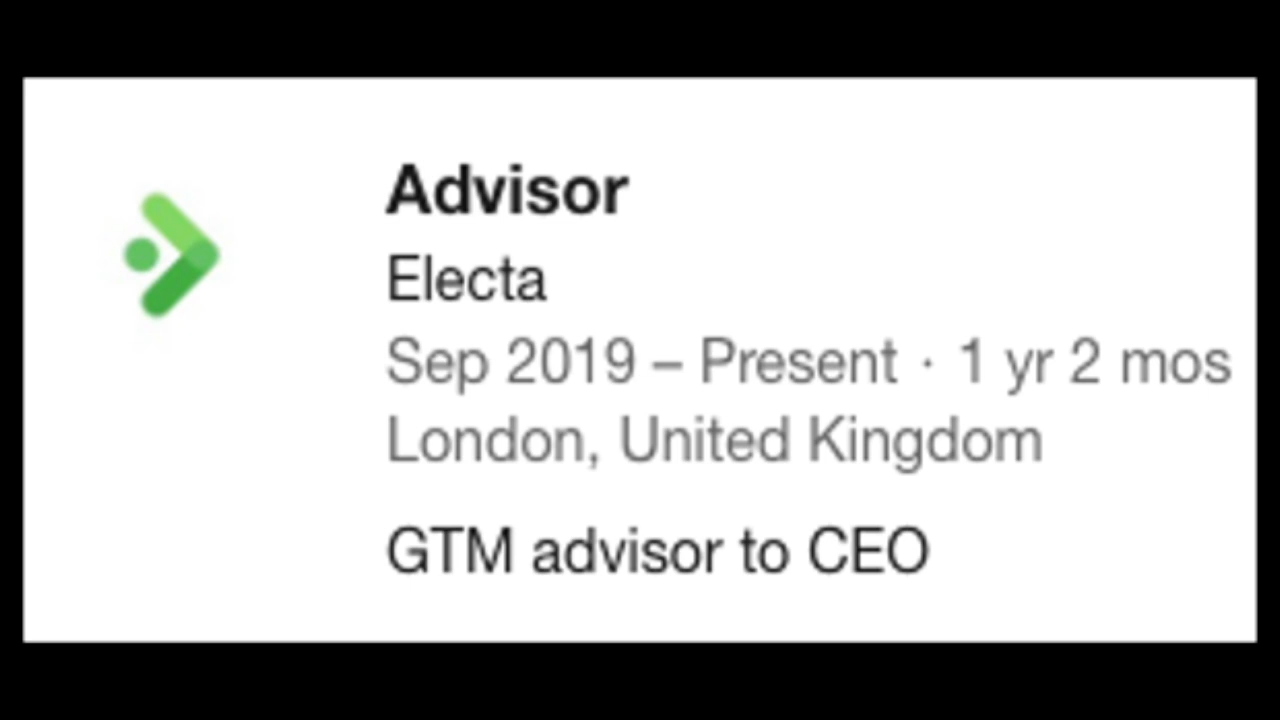 Advisor
Electa
Sep 2019 – Present · 1 yr 2 mos
London, United Kingdom
GTM advisor to CEO